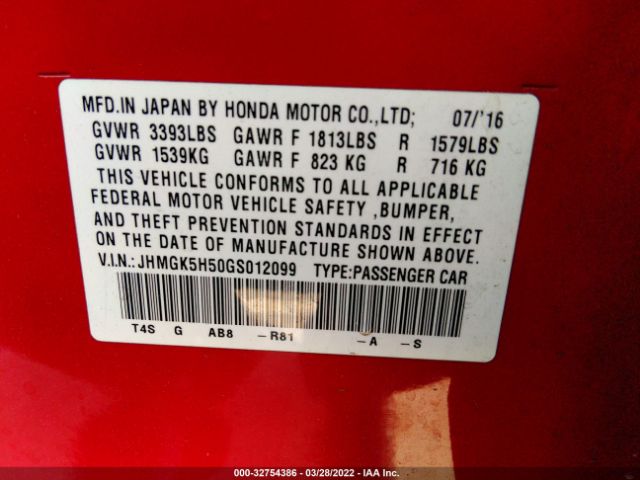 MFD.IN JAPAN BY HONDA MOTOR CO.,LTD; 07/'16
GVWR 3393LBS GAWR F 1813LBS R 1579LBS
GVWR 1539KG GAWR F 823 KG R 716 KG
THIS VEHICLE CONFORMS TO ALL APPLICABLE
FEDERAL MOTOR VEHICLE SAFETY ,BUMPER,
AND THEFT PREVENTION STANDARDS IN EFFECT
ON THE DATE OF MANUFACTURE SHOWN ABOVE.
V.I.N.:JHMGK5H50GS012099 TYPE:PASSENGER CAR
T4S G AB8 -R81 -A -S
000-32754386 - 03/28/2022 - IAA Inc.